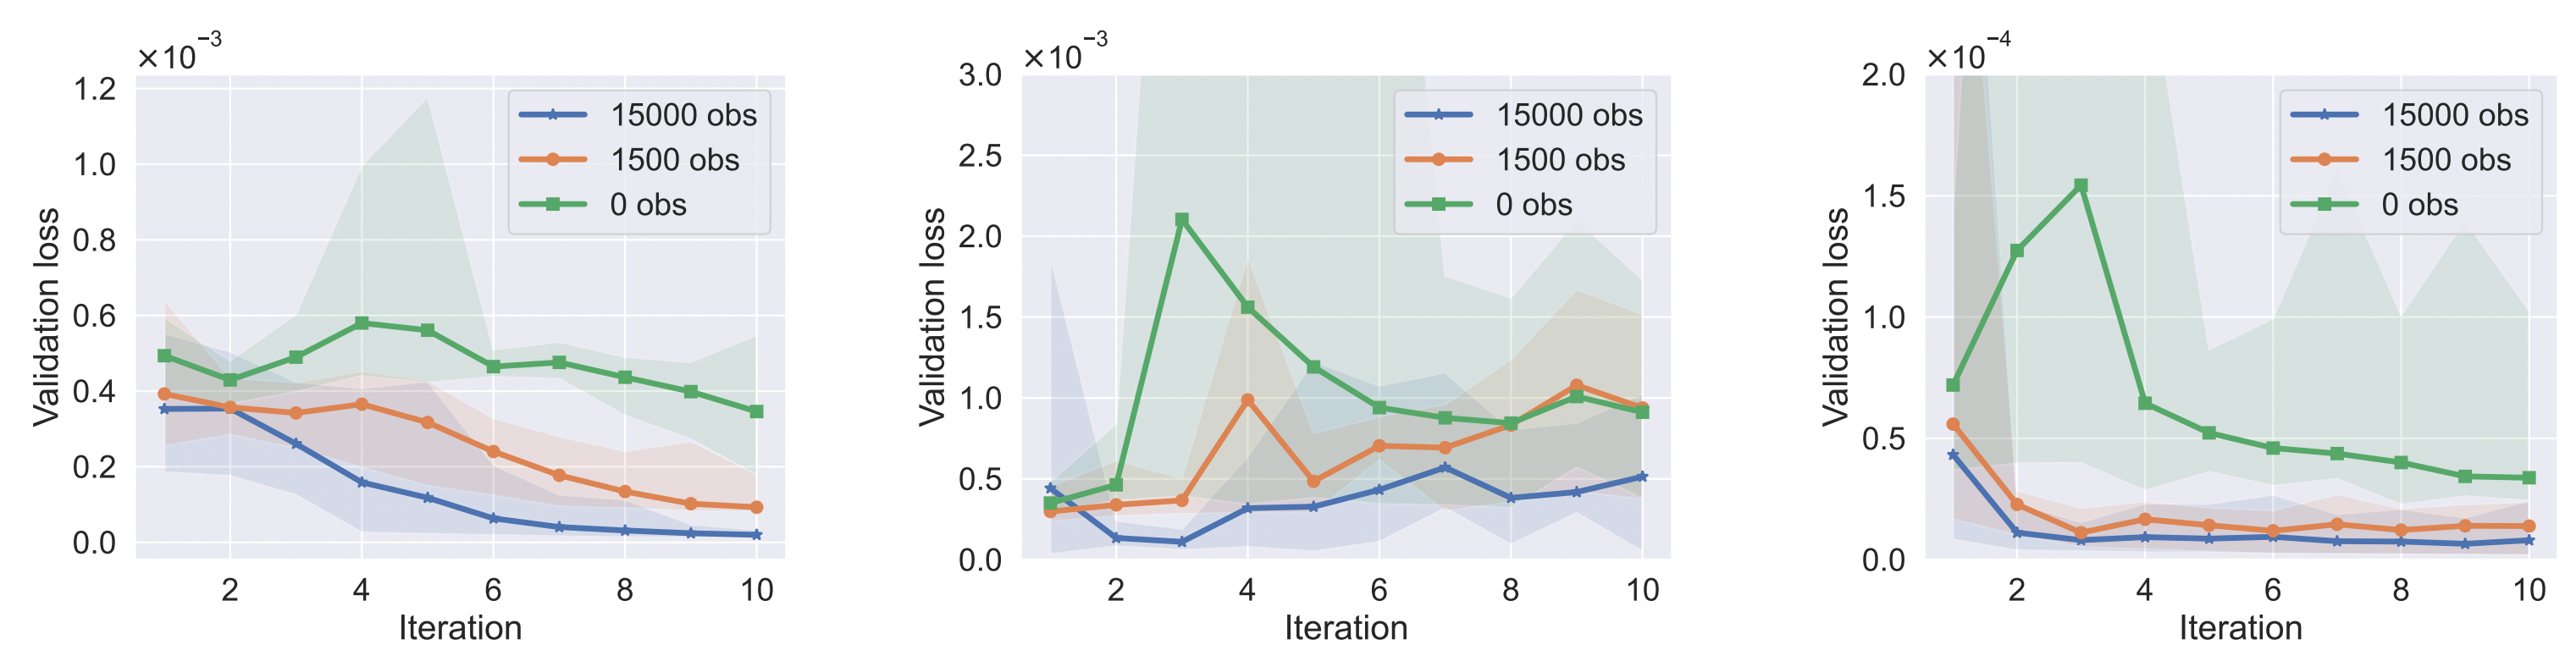 ×10⁻³
1.2
1.0
0.8
0.6
0.4
0.2
0.0
Validation loss
15000 obs
1500 obs
0 obs
2 4 6 8 10
Iteration
×10⁻³
3.0
2.5
2.0
1.5
1.0
0.5
0.0
Validation loss
15000 obs
1500 obs
0 obs
2 4 6 8 10
Iteration
×10⁻⁴
2.0
1.5
1.0
0.5
0.0
Validation loss
15000 obs
1500 obs
0 obs
2 4 6 8 10
Iteration